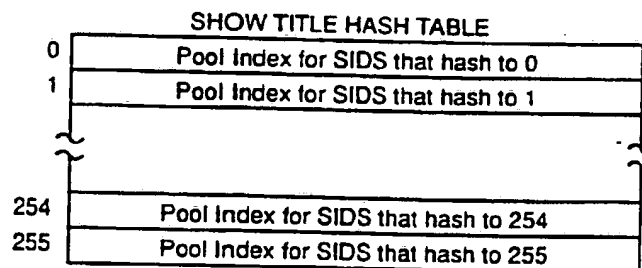 SHOW TITLE HASH TABLE
0 Pool Index for SIDS that hash to 0
1 Pool Index for SIDS that hash to 1
254 Pool Index for SIDS that hash to 254
255 Pool Index for SIDS that hash to 255